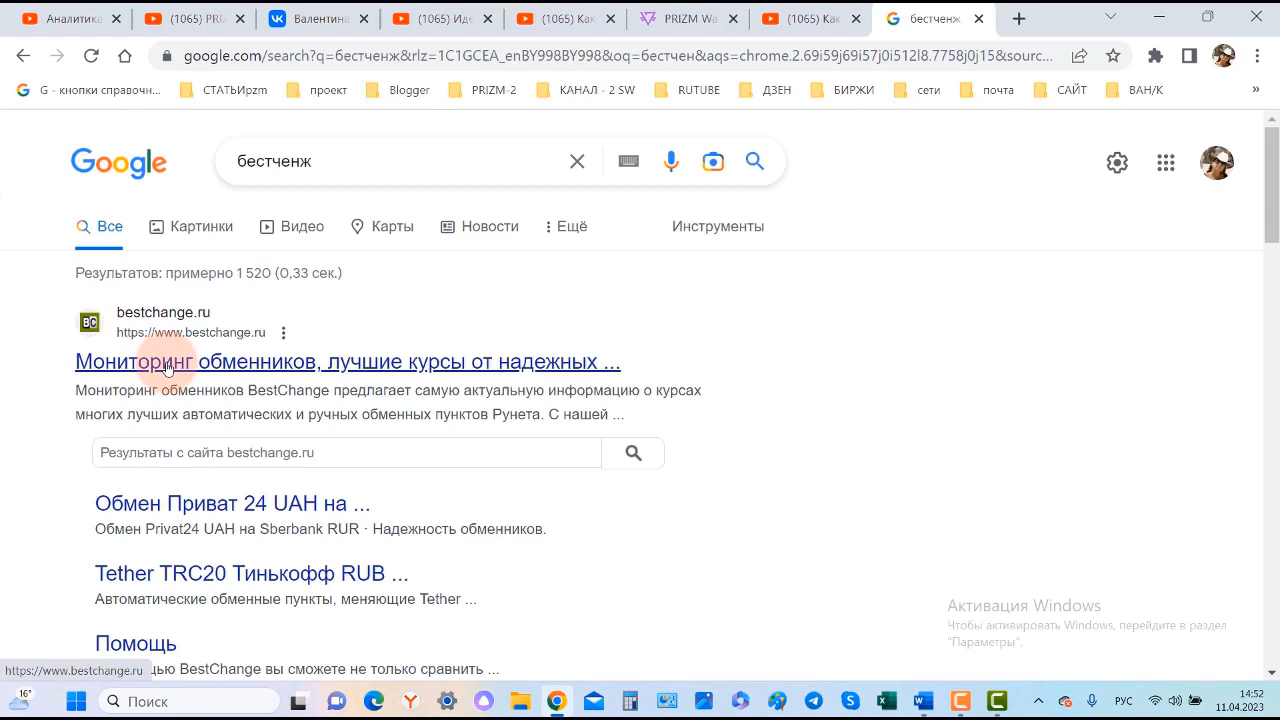 Аналитика
(1065) PRI
Валентина
(1065) Иде
(1065) Как
PRIZM Wa
(1065) Как
бестченж
google.com/search?q=бестченж&rlz=1C1GCEA_enBY998BY998&oq=бестчен&aqs=chrome.2.69i59j69i57j0i512l8.7758j0j15&sourc...
G - кнопки справочн...
СТАТЬИpzm
проект
Blogger
PRIZM-2
КАНАЛ - 2 SW
RUTUBE
ДЗЕН
БИРЖИ
сети
почта
САЙТ
ВАН/К
»
Google
бестченж
Все
Картинки
Видео
Карты
Новости
Ещё
Инструменты
Результатов: примерно 1 520 (0,33 сек.)
BC
bestchange.ru
https://www.bestchange.ru
Мониторинг обменников, лучшие курсы от надежных ...
Мониторинг обменников BestChange предлагает самую актуальную информацию о курсах
многих лучших автоматических и ручных обменных пунктов Рунета. С нашей ...
Результаты с сайта bestchange.ru
Обмен Приват 24 UAH на ...
Обмен Privat24 UAH на Sberbank RUR · Надежность обменников.
Tether TRC20 Тинькофф RUB ...
Автоматические обменные пункты, меняющие Tether ...
Помощь
щью BestChange вы сможете не только сравнить ...
https://www.bestchange.ru
Активация Windows
Чтобы активировать Windows, перейдите в раздел
"Параметры".
16°
Поиск
РУС
14:52
11.04.2023